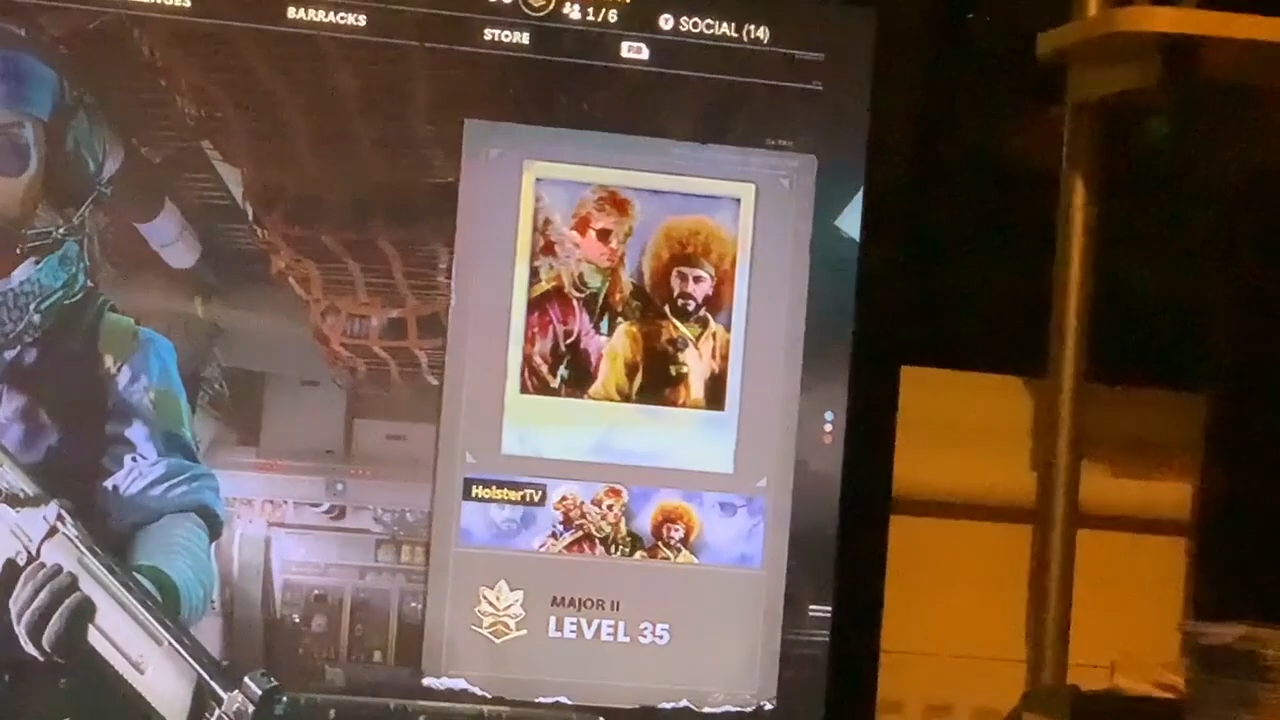 BARRACKS
STORE
1/6
SOCIAL (14)
HolsterTV
MAJOR II
LEVEL 35